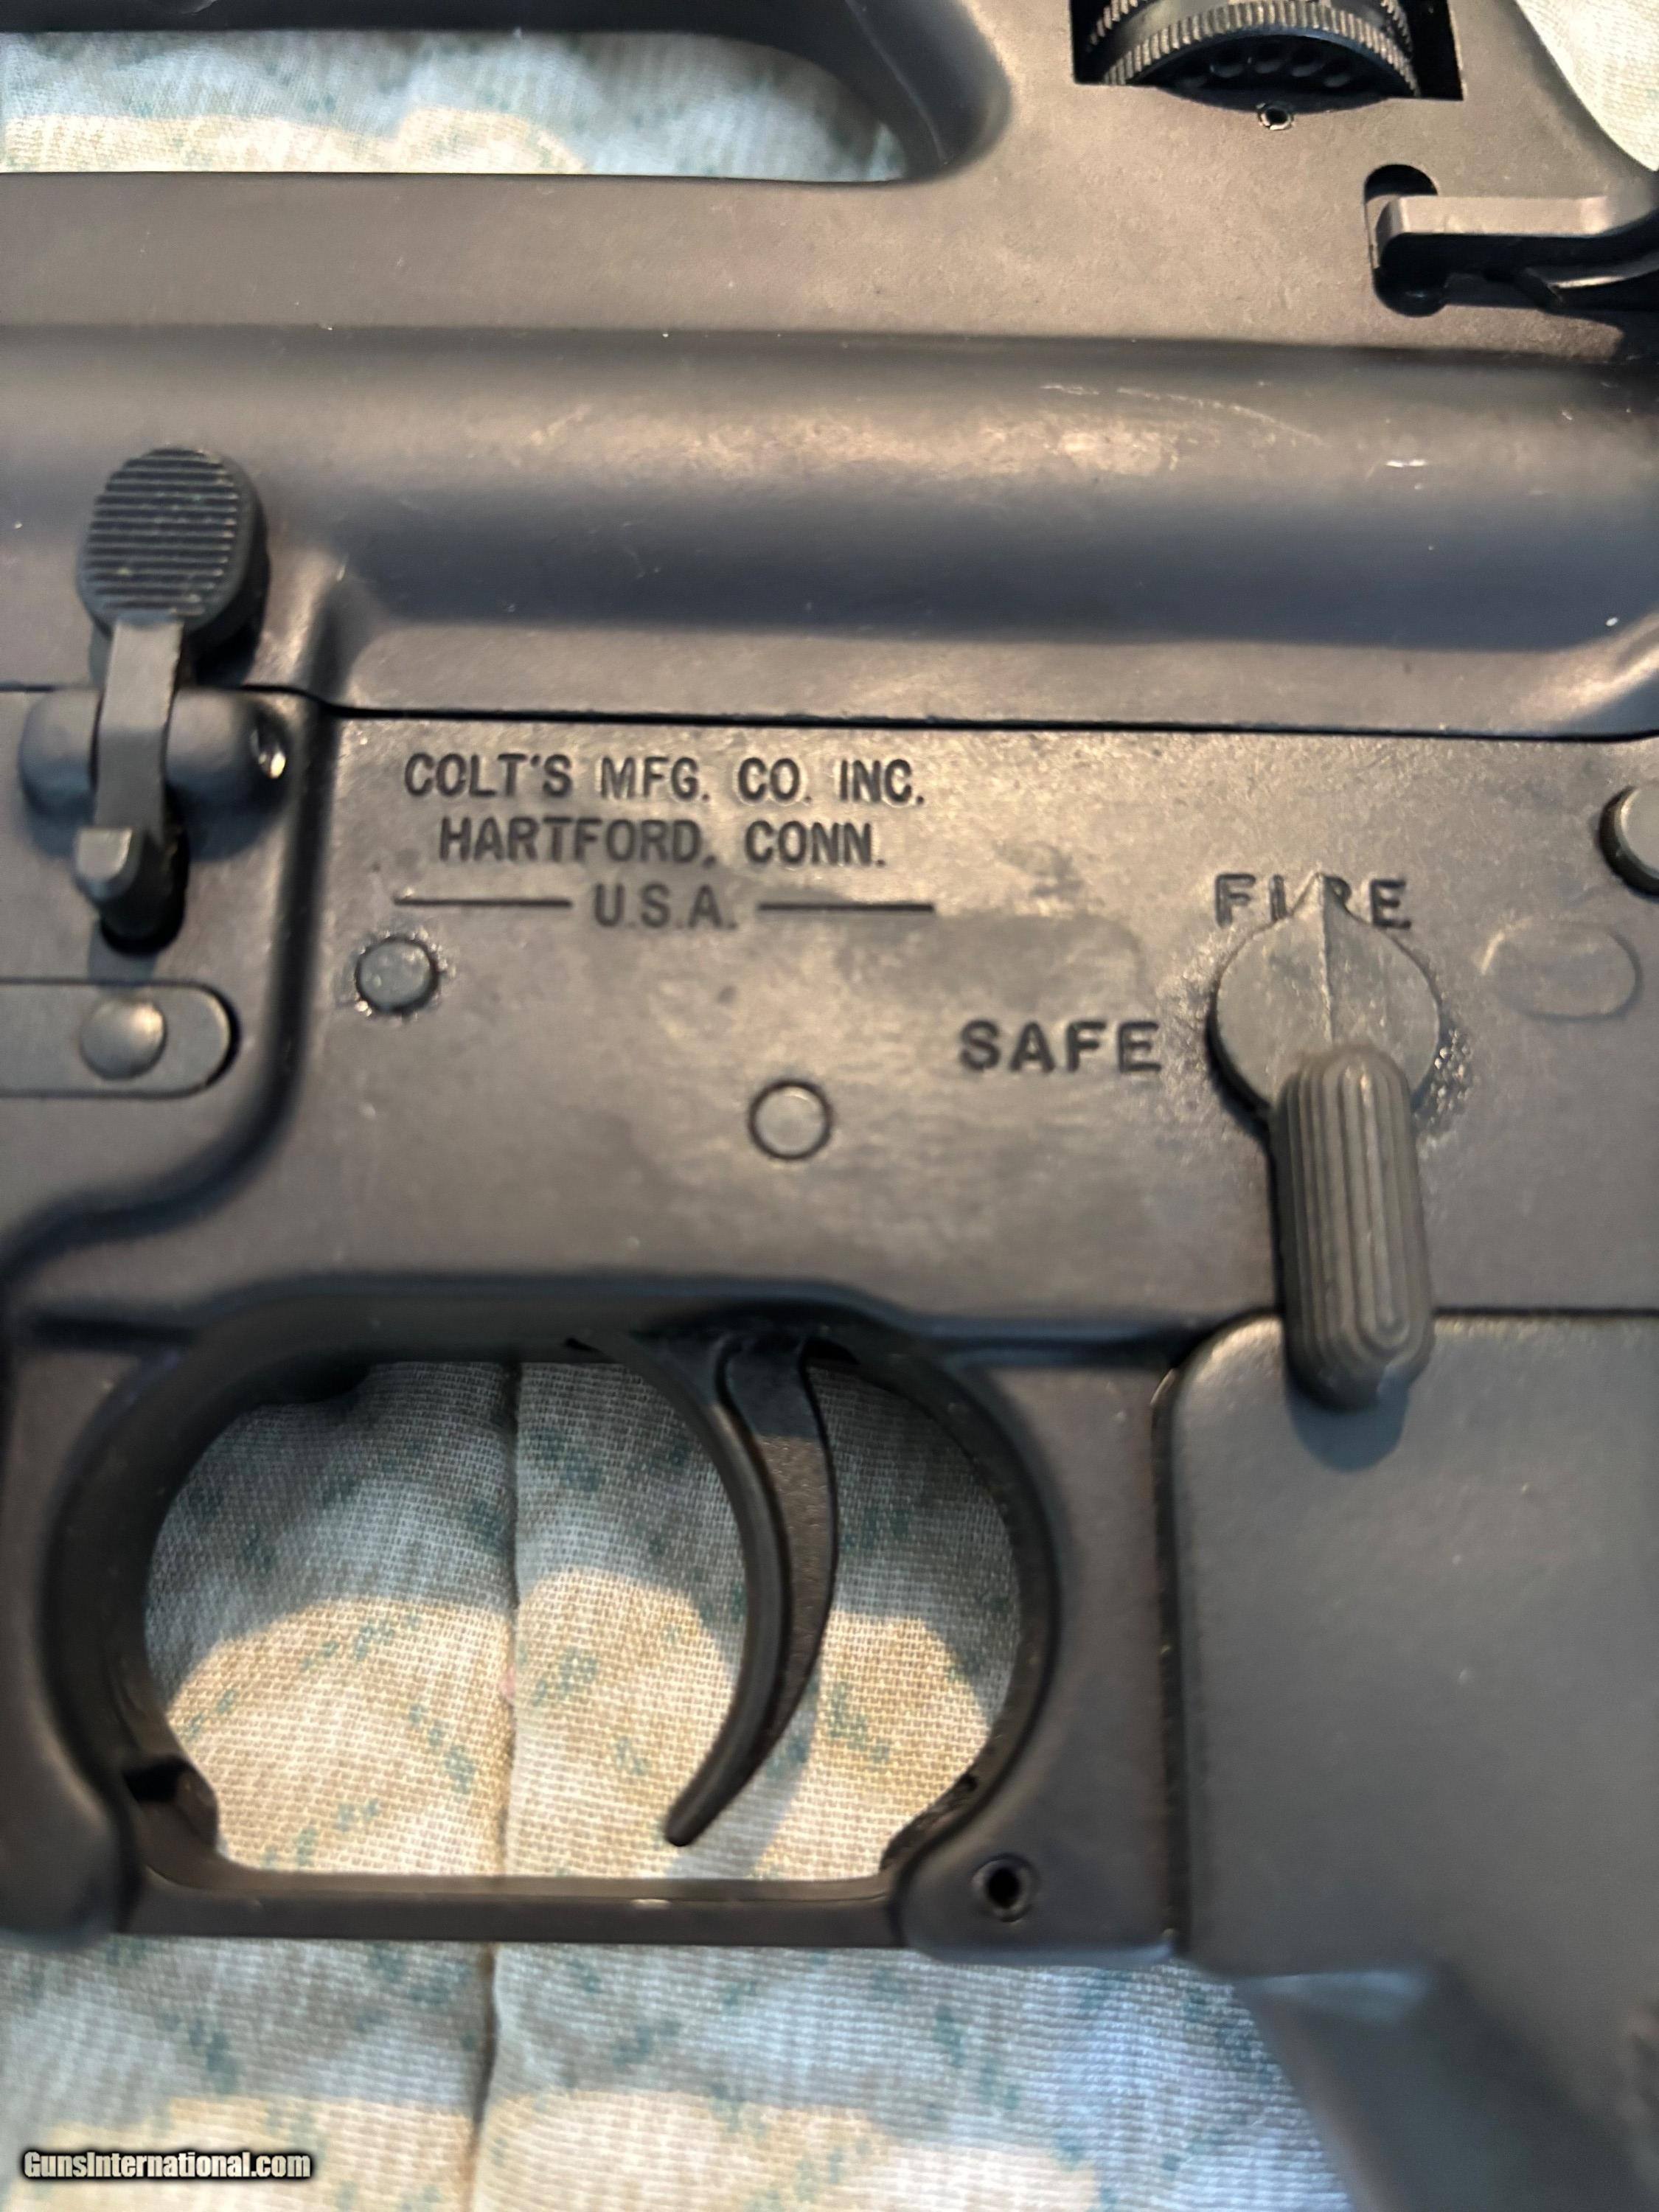 COLT'S MFG. CO. INC.
HARTFORD, CONN.
U.S.A.
FIRE
SAFE
GunsInternational.com